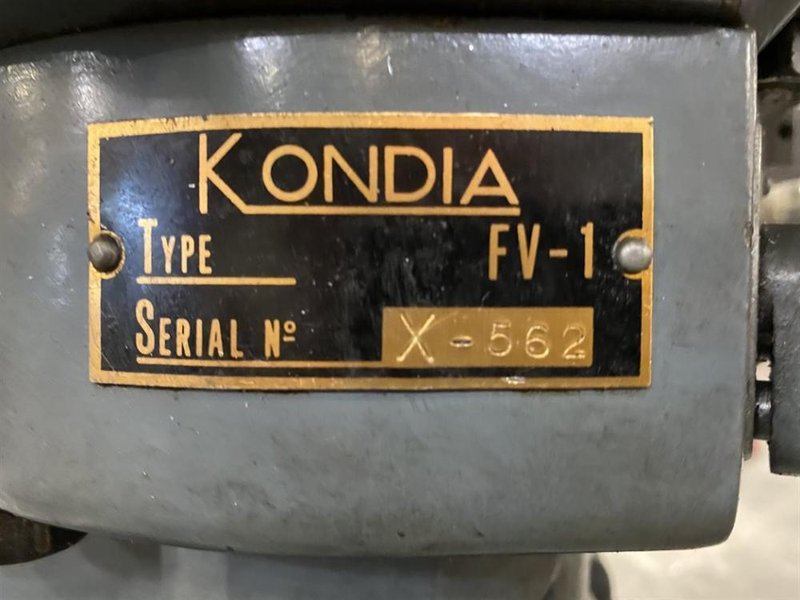 KONDIA
TYPE FV-1
SERIAL Nº X-562